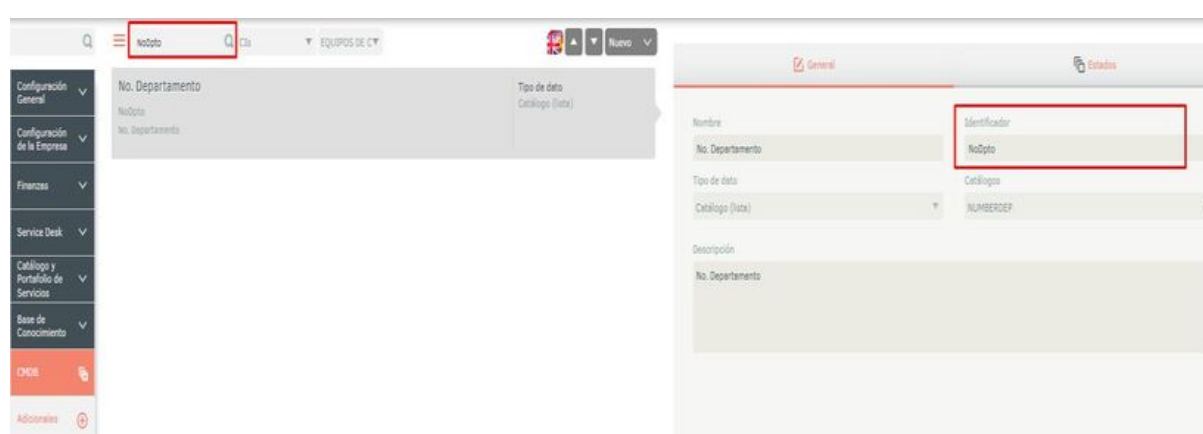 NoDpto
CIs
EQUIPOS DE C
Nuevo
Configuración
General
Configuración
de la Empresa
Finanzas
Service Desk
Catálogo y
Portafolio de
Servicios
Base de
Conocimiento
CMDB
Adicionales
No. Departamento
NoDpto
No. Departamento
Tipo de dato
Catálogo (lista)
General
Estados
Nombre
No. Departamento
Identificador
NoDpto
Tipo de dato
Catálogo (lista)
Catálogos
NUMBERDEP
Descripción
No. Departamento